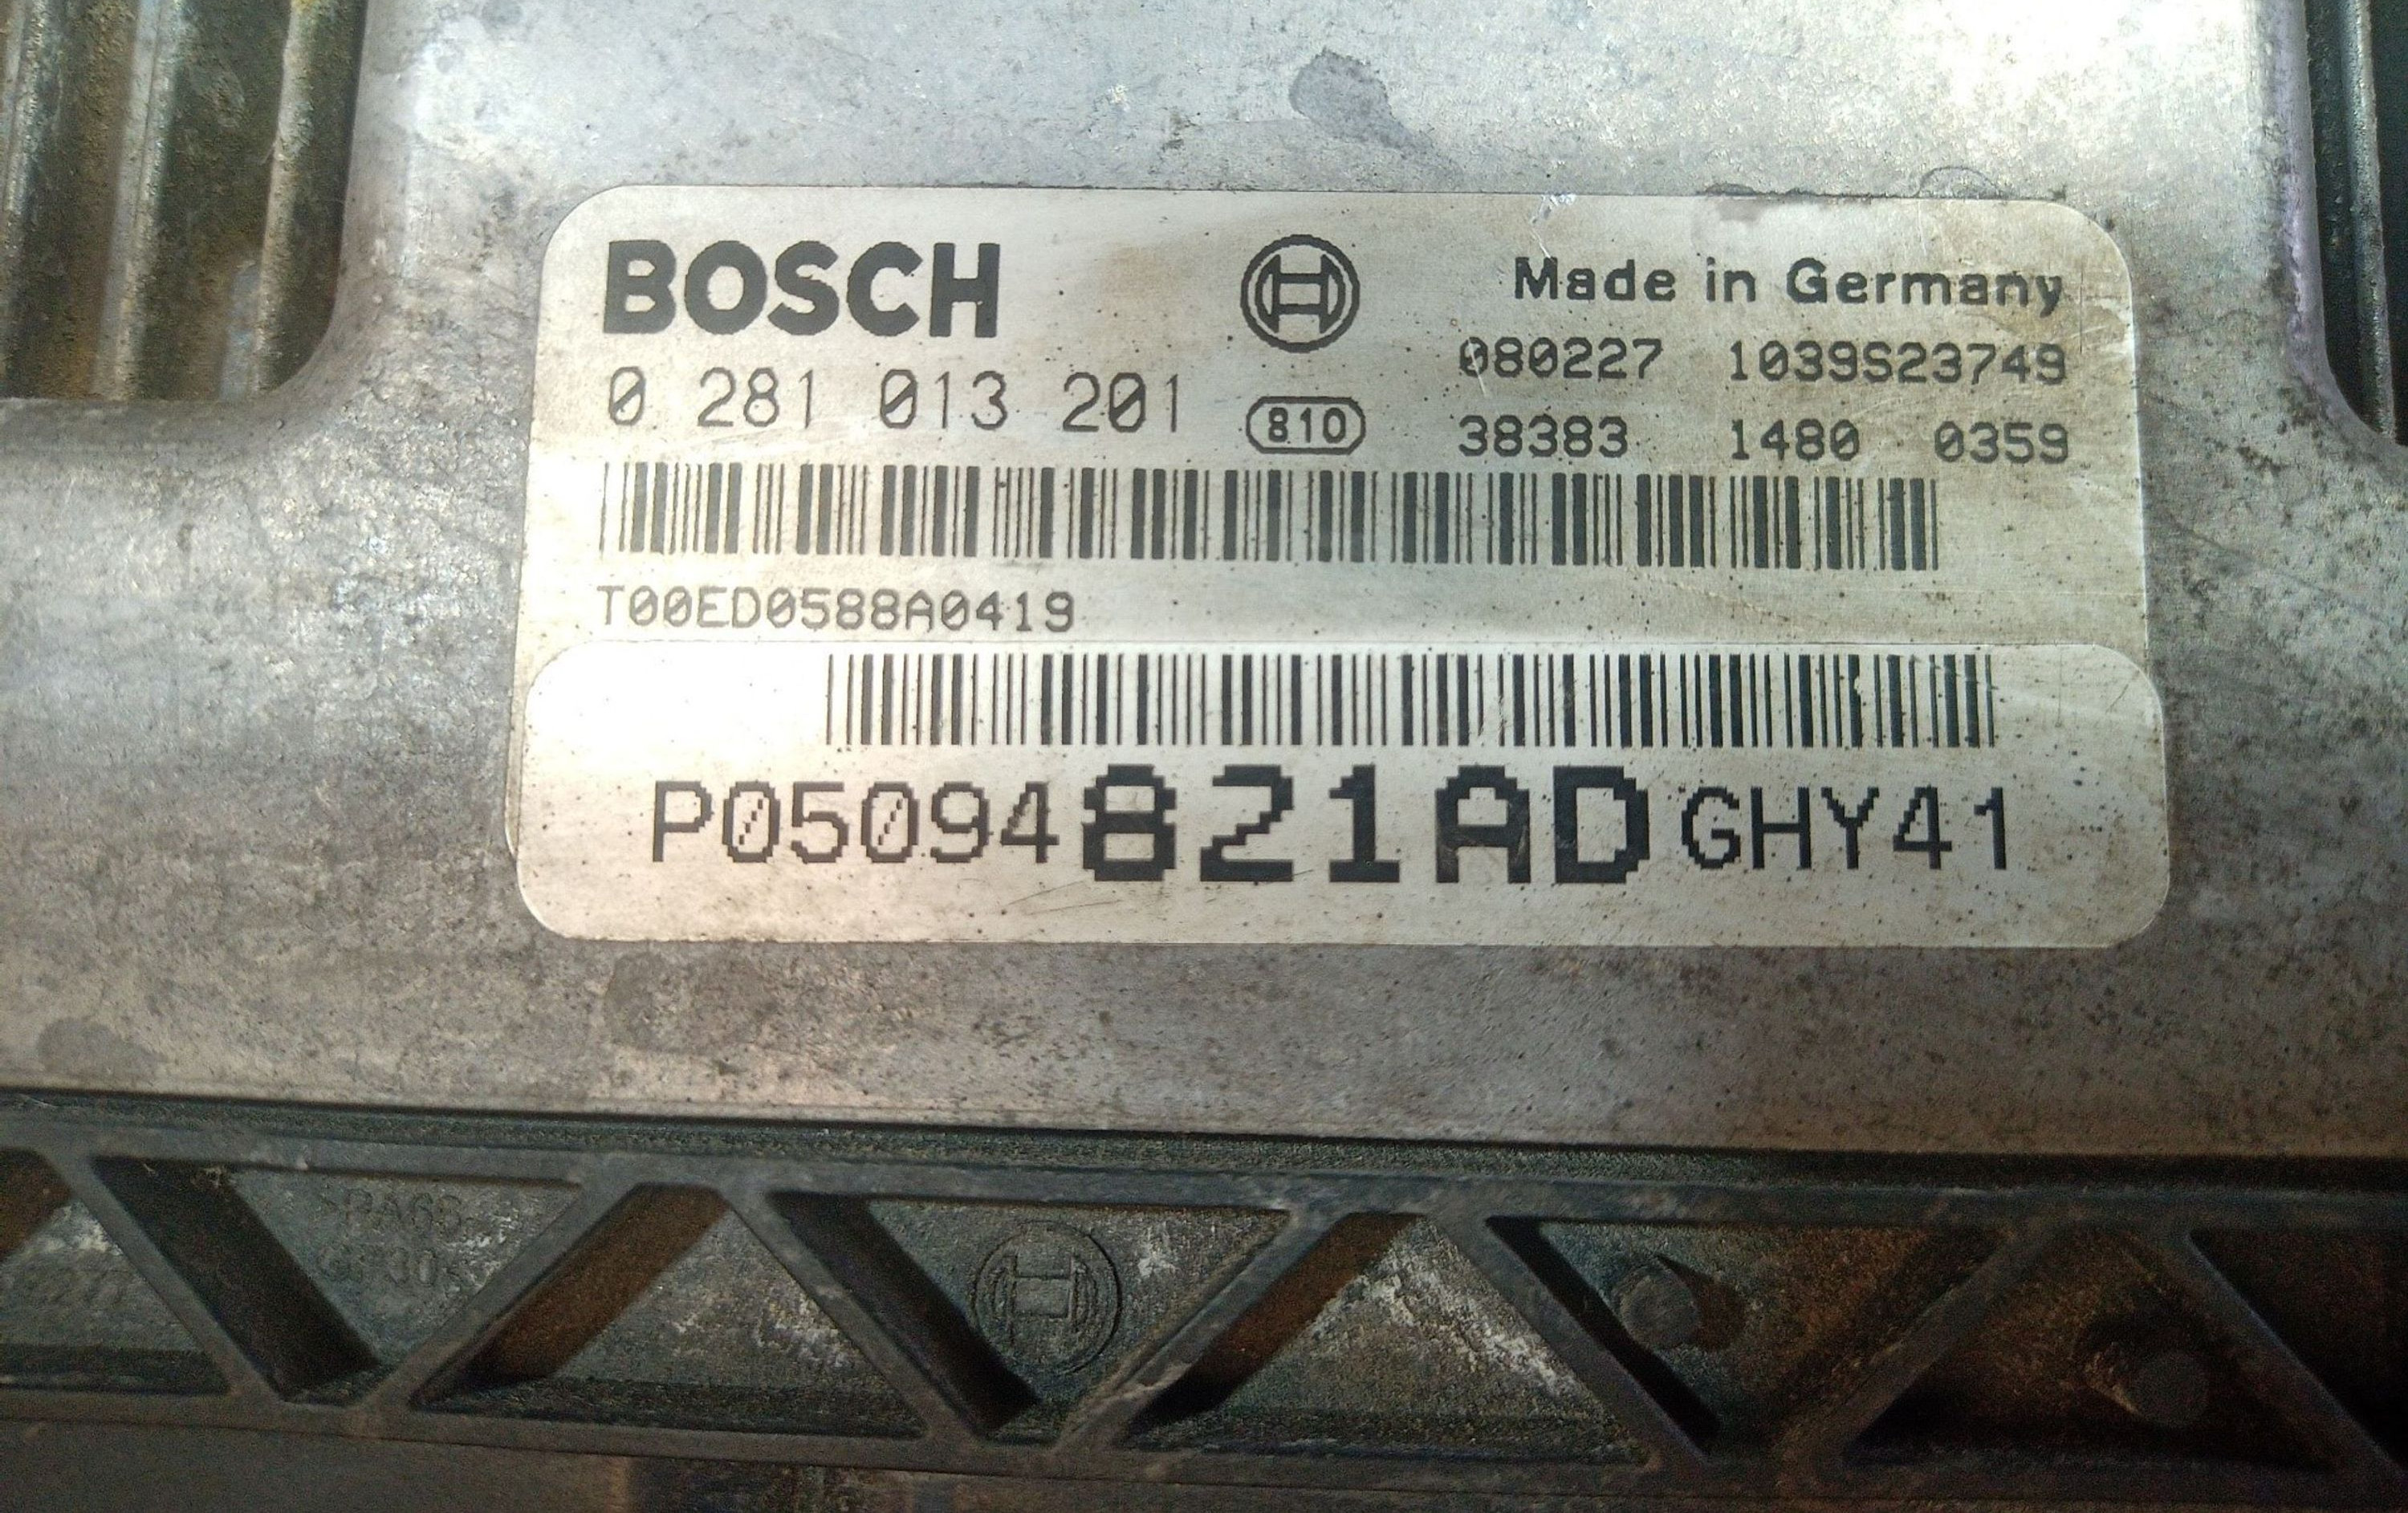 BOSCH
Made in Germany
080227 1039S23749
0 281 013 201
810
38383 1480 0359
T00ED0588A0419
P05094821ADGHY41